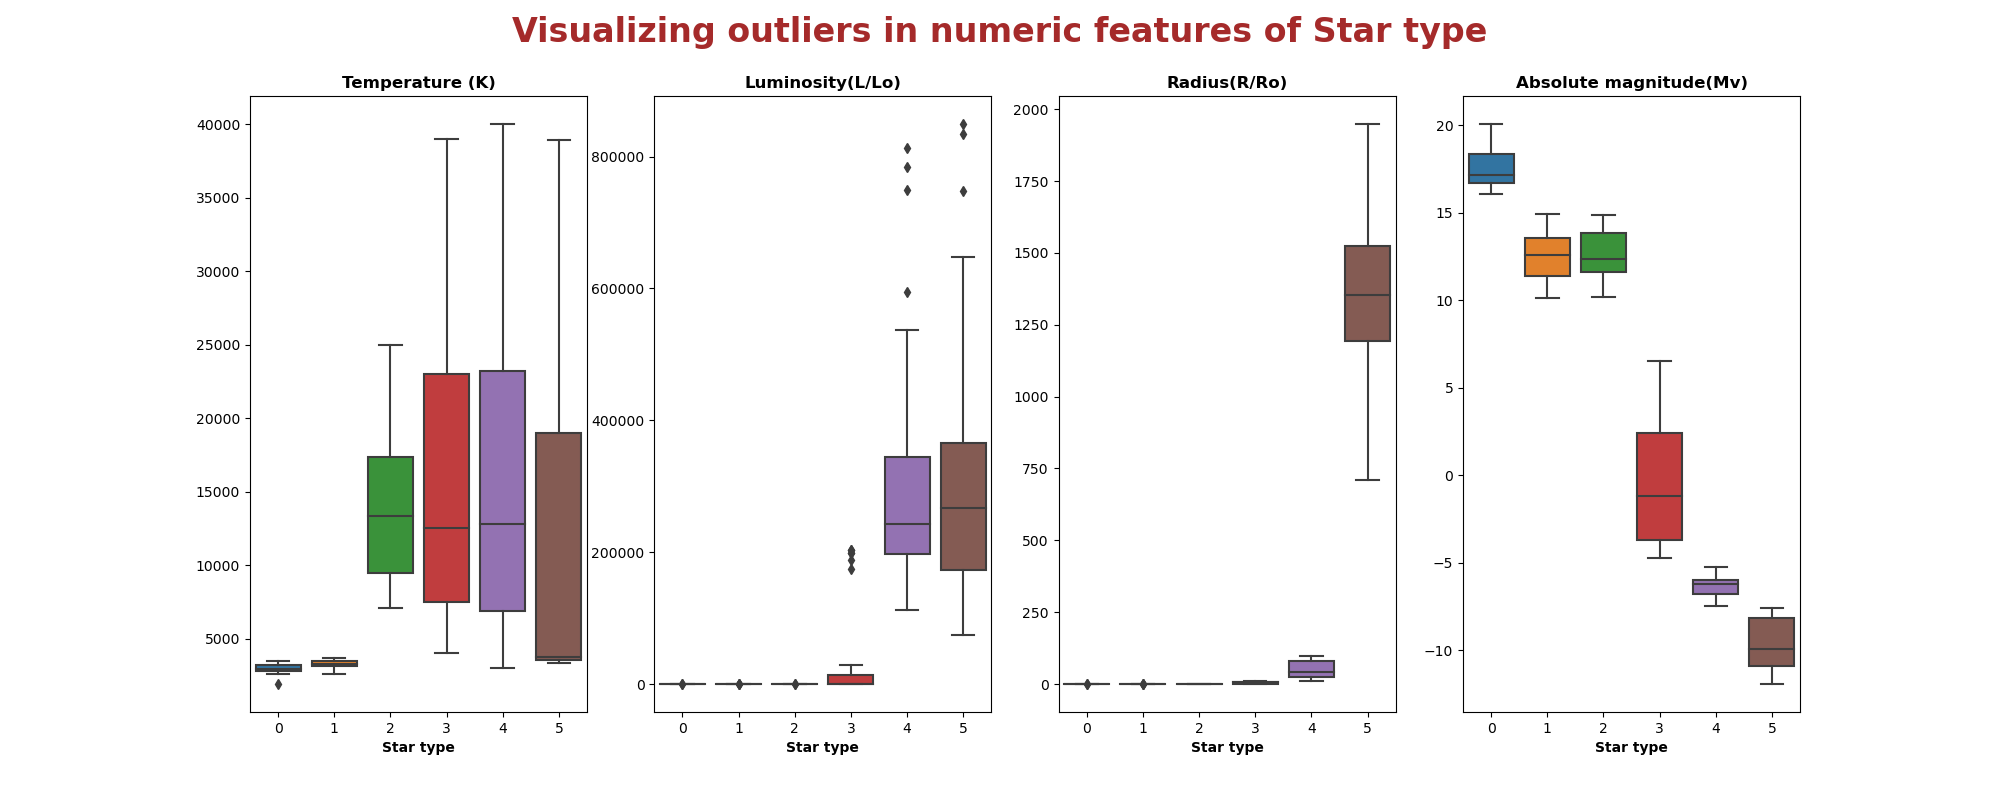 Visualizing outliers in numeric features of Star type
Temperature (K)
40000
35000
30000
25000
20000
15000
10000
5000
0 1 2 3 4 5
Star type
Luminosity(L/Lo)
800000
600000
400000
200000
0
0 1 2 3 4 5
Star type
Radius(R/Ro)
2000
1750
1500
1250
1000
750
500
250
0
0 1 2 3 4 5
Star type
Absolute magnitude(Mv)
20
15
10
5
0
−5
−10
0 1 2 3 4 5
Star type